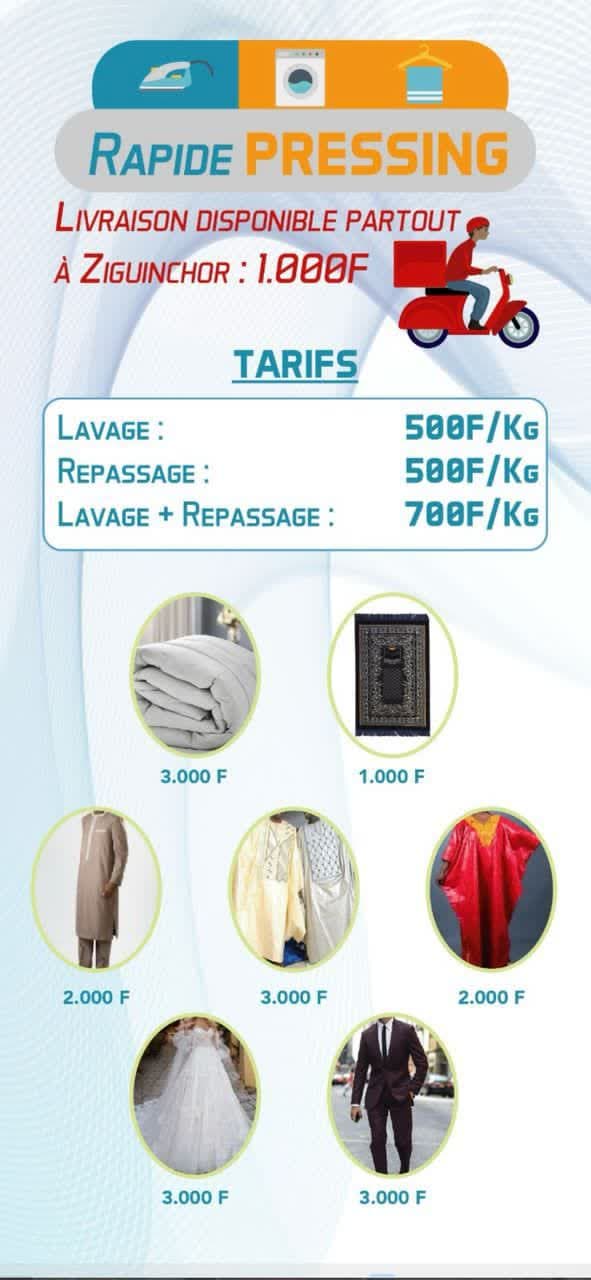 RAPIDE PRESSING
LIVRAISON DISPONIBLE PARTOUT
À ZIGUINCHOR : 1.000F
TARIFS
LAVAGE : 500F/KG
REPASSAGE : 500F/KG
LAVAGE + REPASSAGE : 700F/KG
3.000 F 1.000 F
2.000 F 3.000 F 2.000 F
3.000 F 3.000 F